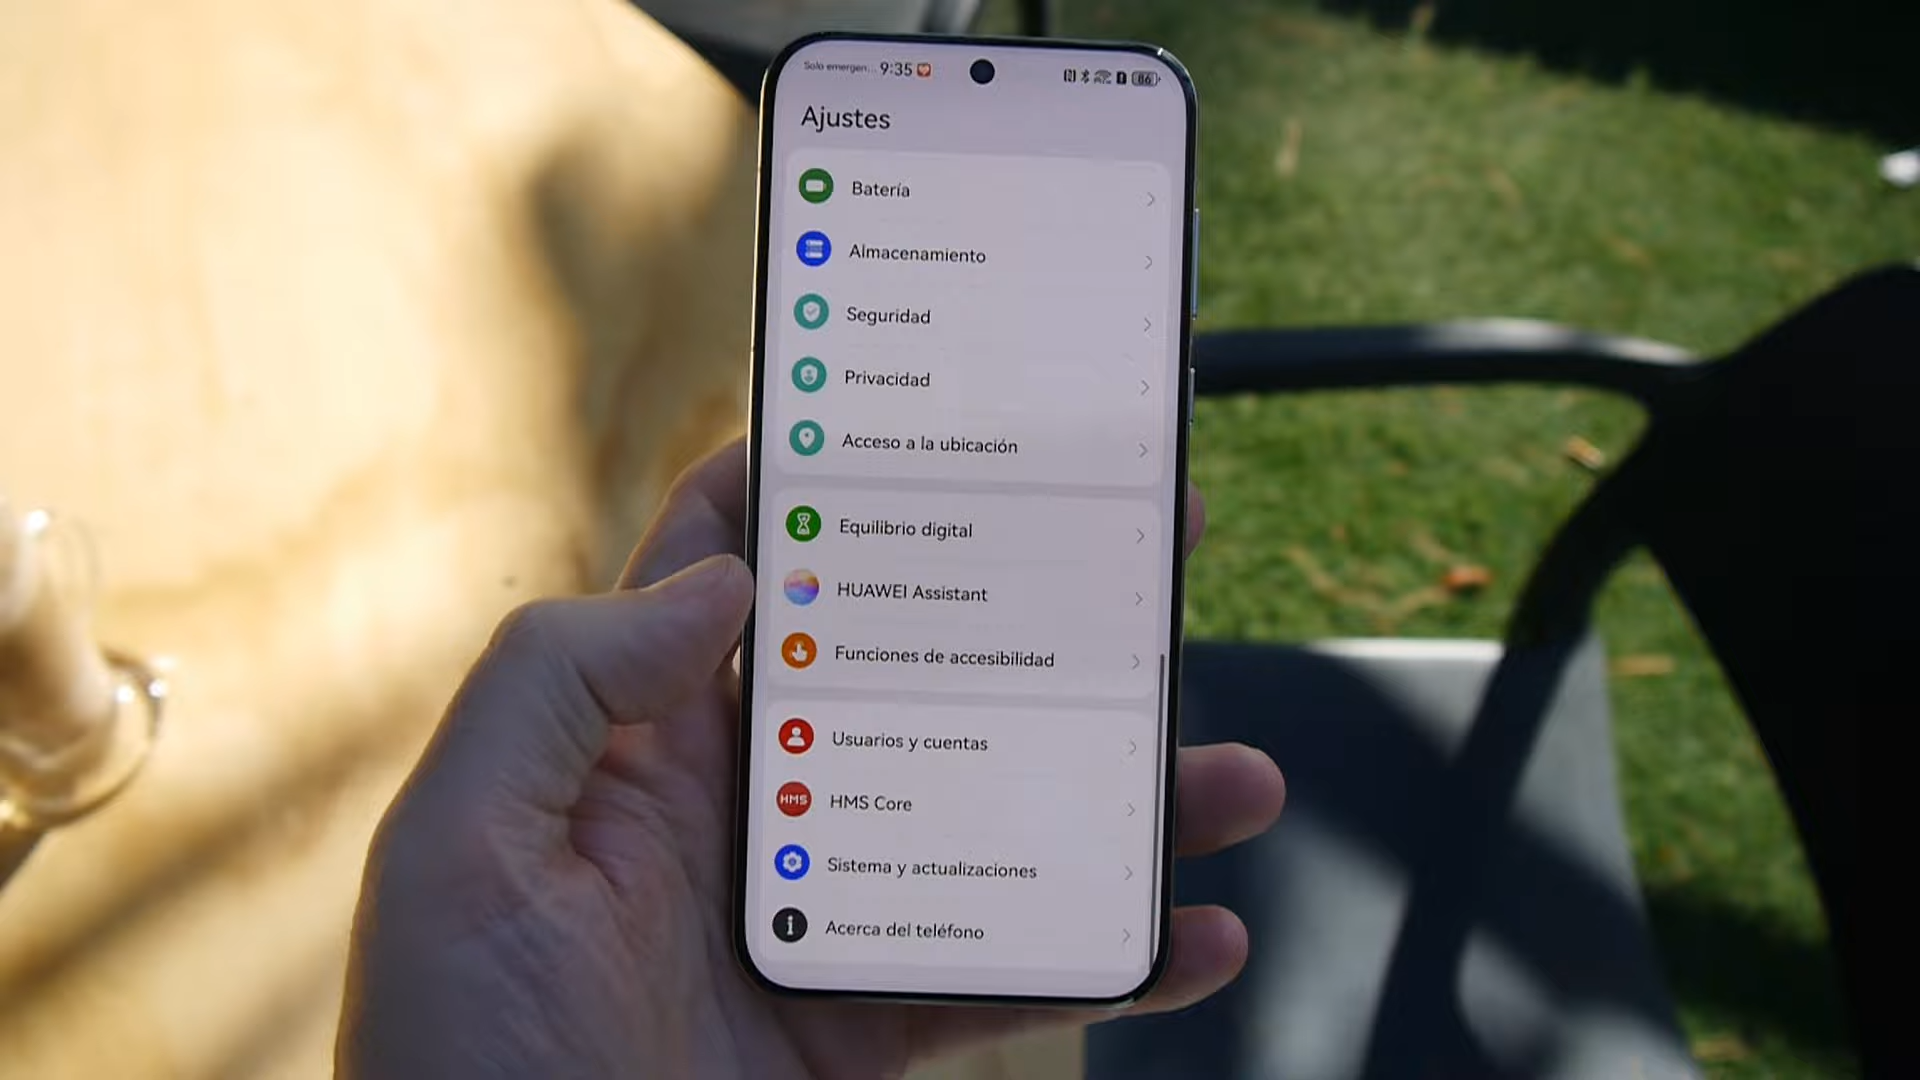 Solo emergen... 9:35 86
Ajustes
Batería
Almacenamiento
Seguridad
Privacidad
Acceso a la ubicación
Equilibrio digital
HUAWEI Assistant
Funciones de accesibilidad
Usuarios y cuentas
HMS HMS Core
Sistema y actualizaciones
Acerca del teléfono